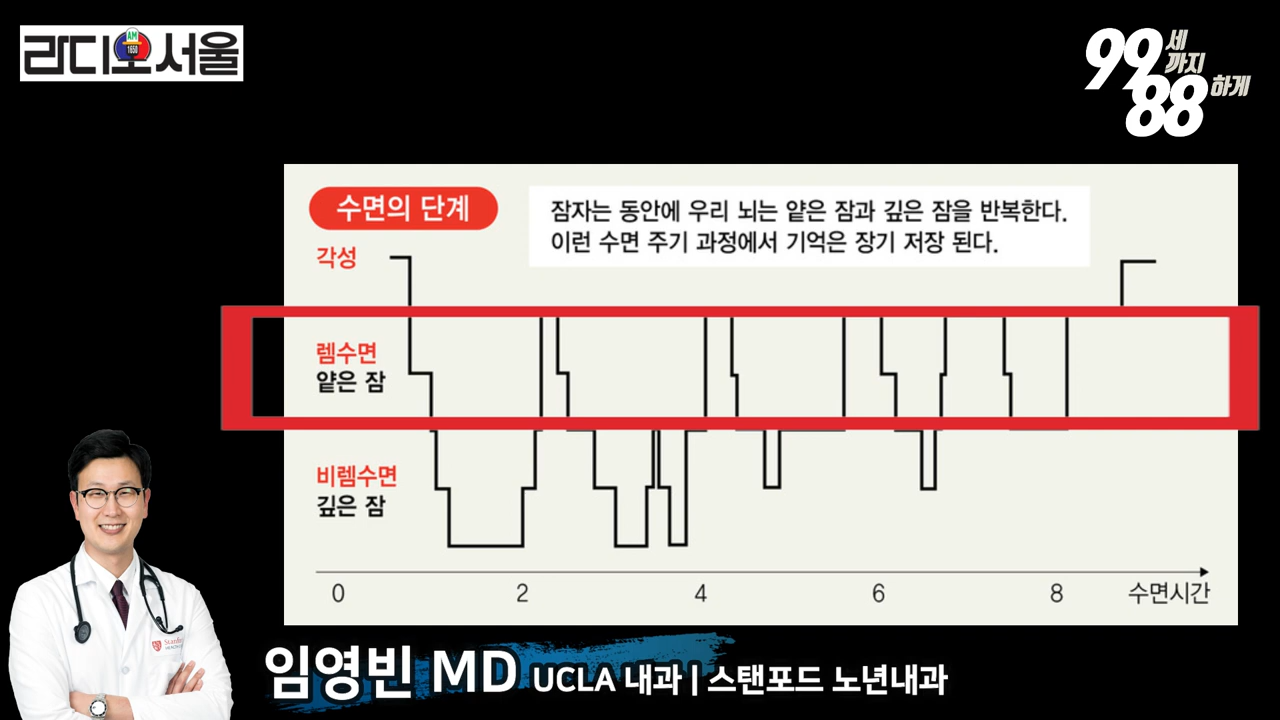 라디오서울
AM
1650
99세
까지
88하게
수면의 단계
잠자는 동안에 우리 뇌는 얕은 잠과 깊은 잠을 반복한다.
이런 수면 주기 과정에서 기억은 장기 저장 된다.
각성
렘수면
얕은 잠
비렘수면
깊은 잠
0 2 4 6 8 수면시간
임영빈 MD UCLA 내과 | 스탠포드 노년내과